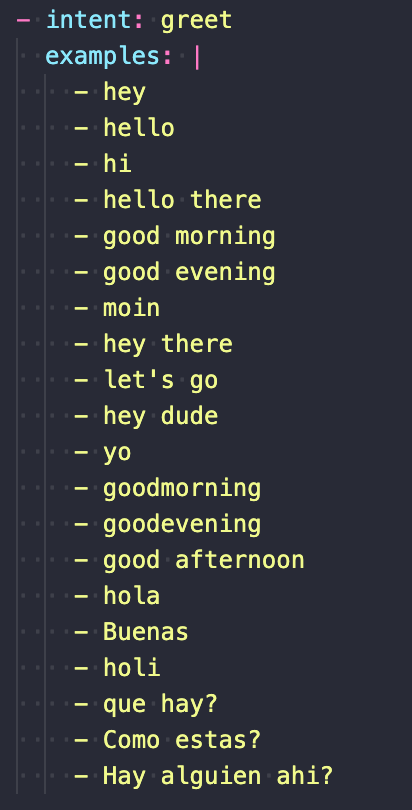 - intent: greet
examples: |
- hey
- hello
- hi
- hello there
- good morning
- good evening
- moin
- hey there
- let's go
- hey dude
- yo
- goodmorning
- goodevening
- good afternoon
- hola
- Buenas
- holi
- que hay?
- Como estas?
- Hay alguien ahi?